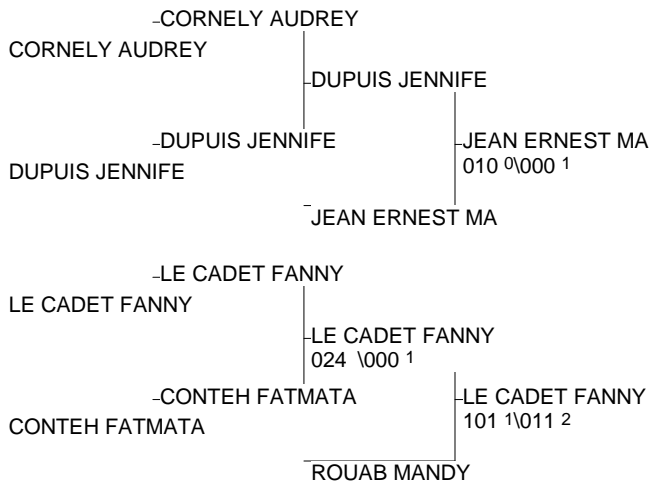 CORNELY AUDREY
CORNELY AUDREY
DUPUIS JENNIFE
DUPUIS JENNIFE
JEAN ERNEST MA
010 0\000 1
DUPUIS JENNIFE
JEAN ERNEST MA
LE CADET FANNY
LE CADET FANNY
LE CADET FANNY
024 \000 1
CONTEH FATMATA
LE CADET FANNY
101 1\011 2
CONTEH FATMATA
ROUAB MANDY